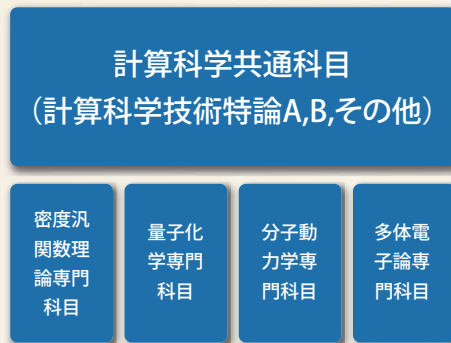 計算科学共通科目
（計算科学技術特論A,B,その他）
密度汎
関数理
論専門
科目
量子化
学専門
科目
分子動
力学専
門科目
多体電
子論専
門科目